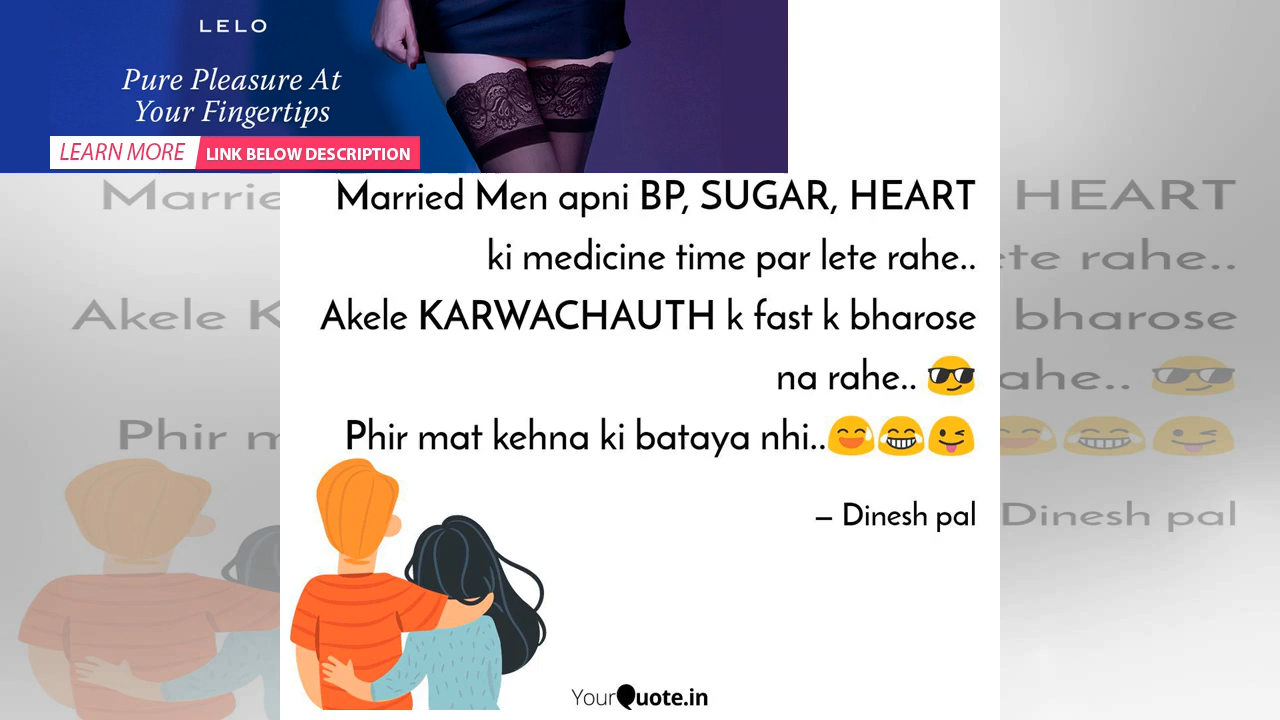 LELO
Pure Pleasure At
Your Fingertips
LEARN MORE LINK BELOW DESCRIPTION
Married Men apni BP, SUGAR, HEART
ki medicine time par lete rahe..
Akele KARWACHAUTH k fast k bharose
na rahe.. 😎
Phir mat kehna ki bataya nhi..😅😂😜
– Dinesh pal
YourQuote.in